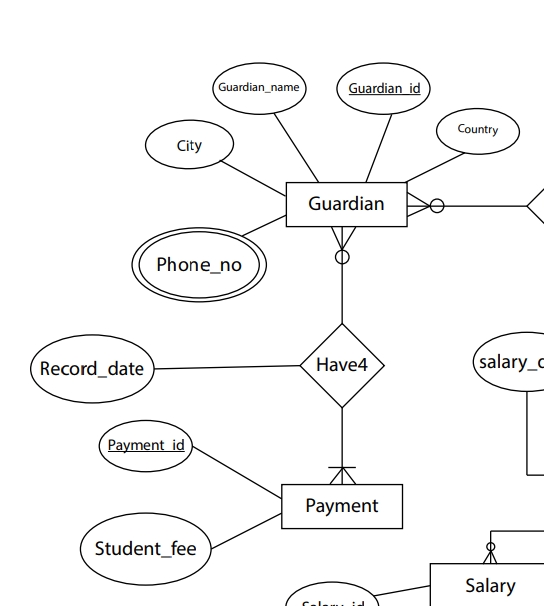 Guardian_name
Guardian_id
Country
City
Guardian
Phone_no
Have4
Record_date
Payment_id
Payment
Student_fee
Salary